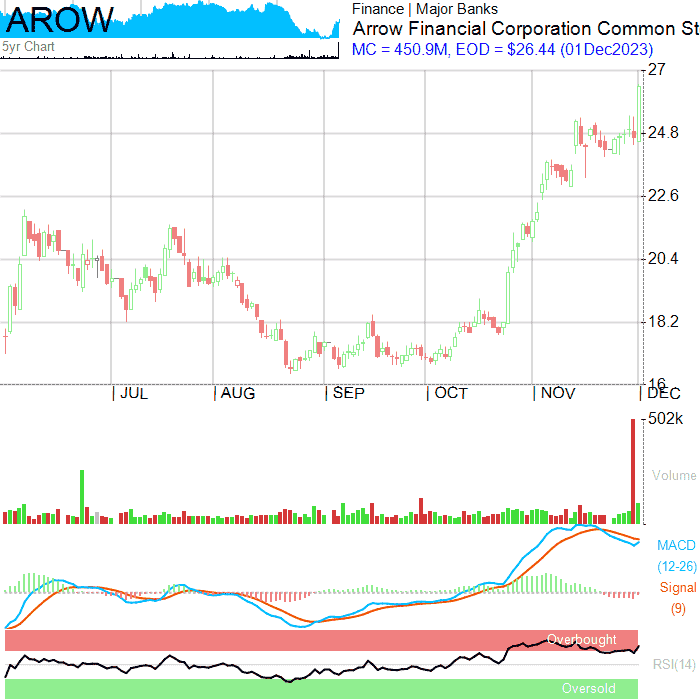 AROW
5yr Chart
Finance | Major Banks
Arrow Financial Corporation Common St
MC = 450.9M, EOD = $26.44 (01Dec2023)
27
24.8
22.6
20.4
18.2
16
JUL
AUG
SEP
OCT
NOV
DEC
502k
Volume
MACD
(12-26)
Signal
(9)
Overbought
RSI(14)
Oversold